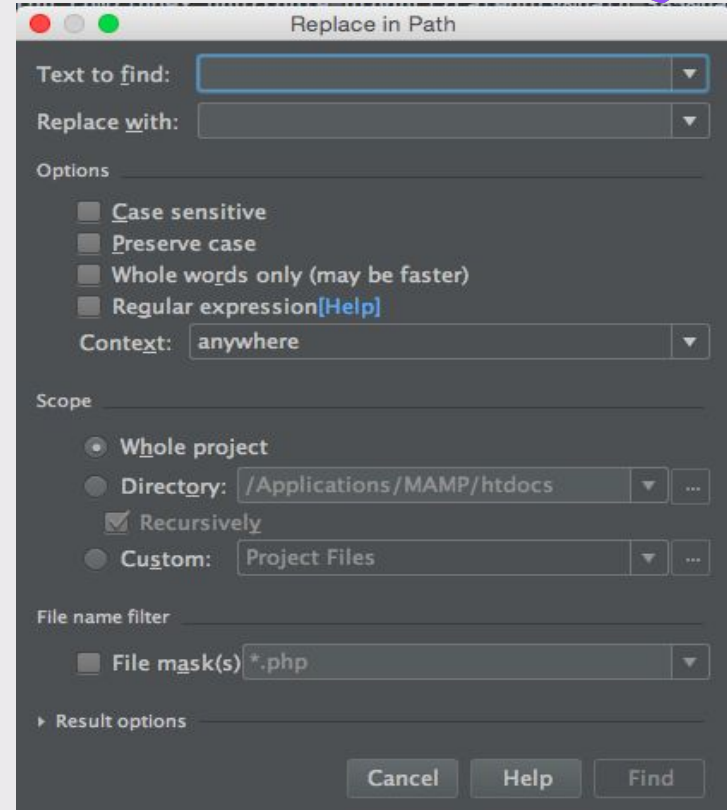 Replace in Path
Text to find:
Replace with:
Options
Case sensitive
Preserve case
Whole words only (may be faster)
Regular expression[Help]
Context: anywhere
Scope
Whole project
Directory: /Applications/MAMP/htdocs ...
Recursively
Custom: Project Files ...
File name filter
File mask(s) *.php
Result options
Cancel Help Find